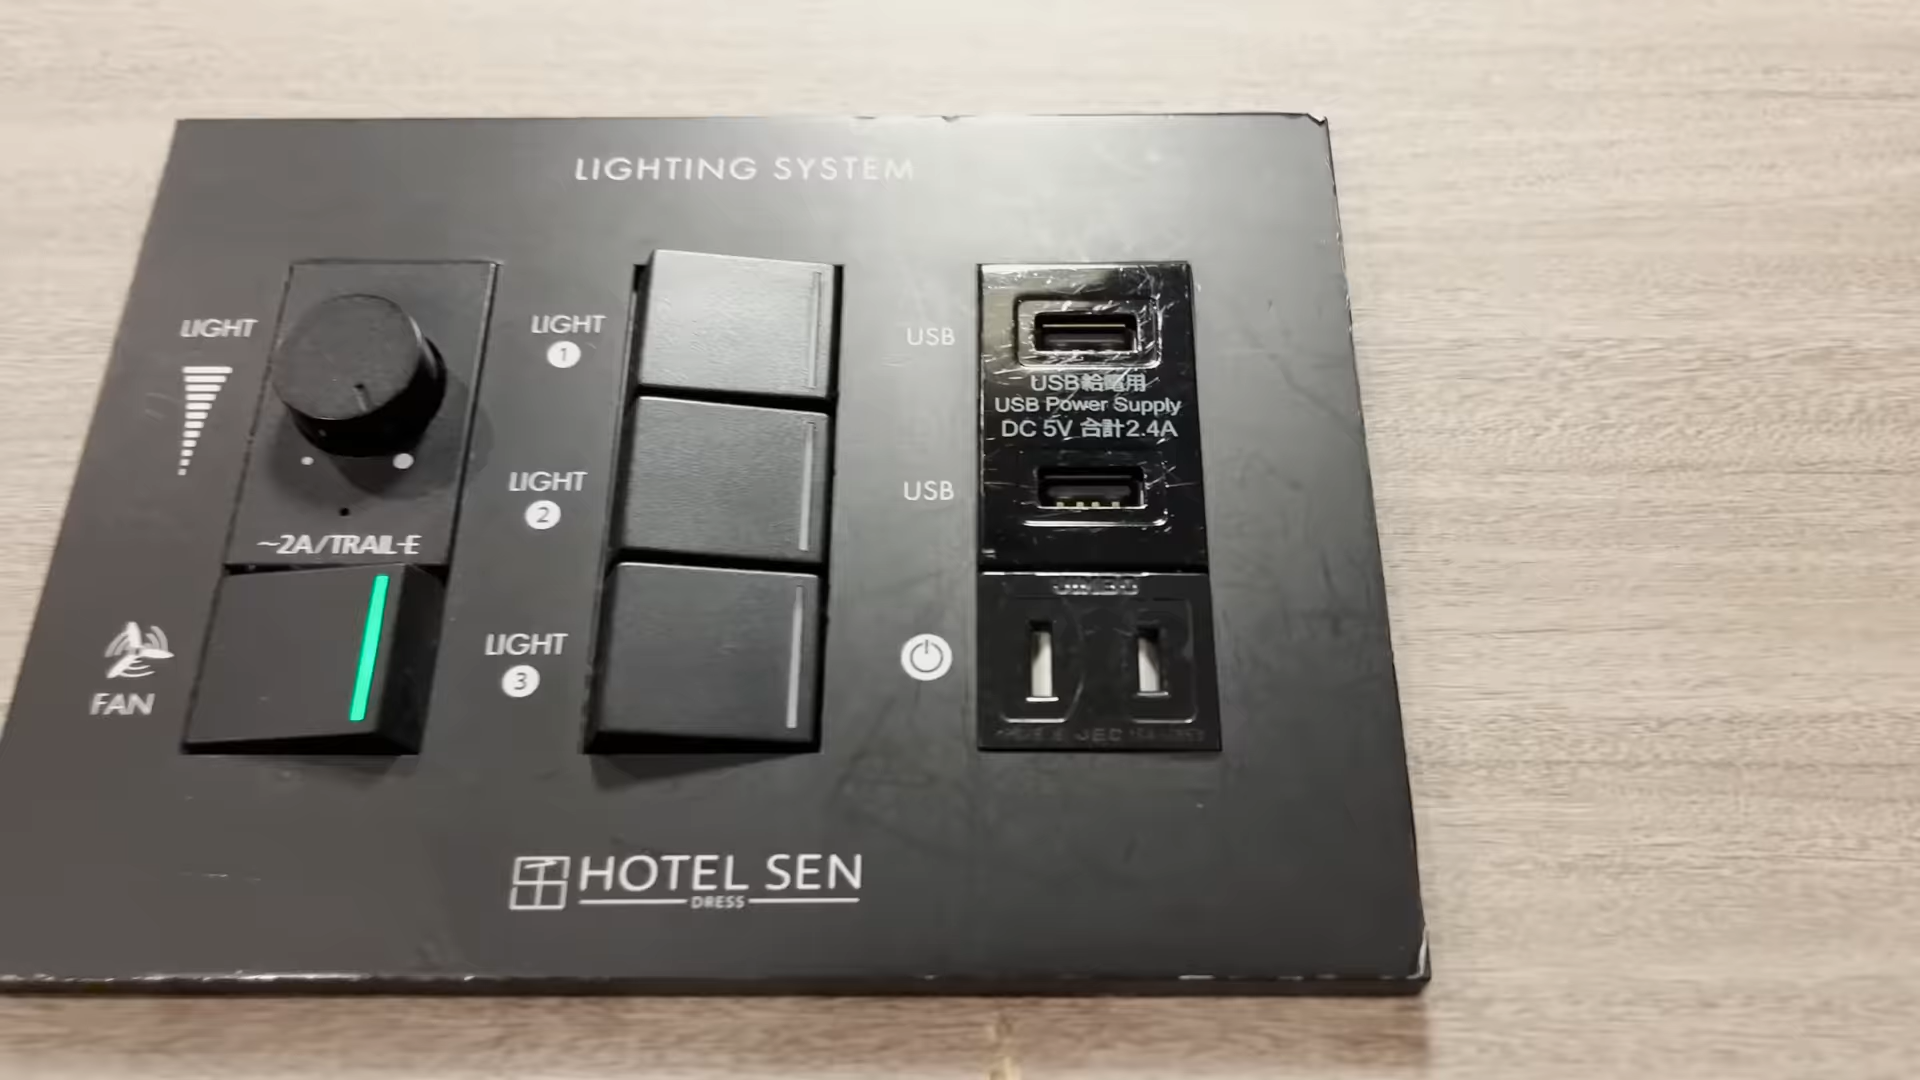 LIGHTING SYSTEM
LIGHT
~2A/TRAIL-E
FAN
LIGHT
1
LIGHT
2
LIGHT
3
USB
USB給電用
USB Power Supply
DC 5V 合計2.4A
USB
HOTEL SEN
DRESS